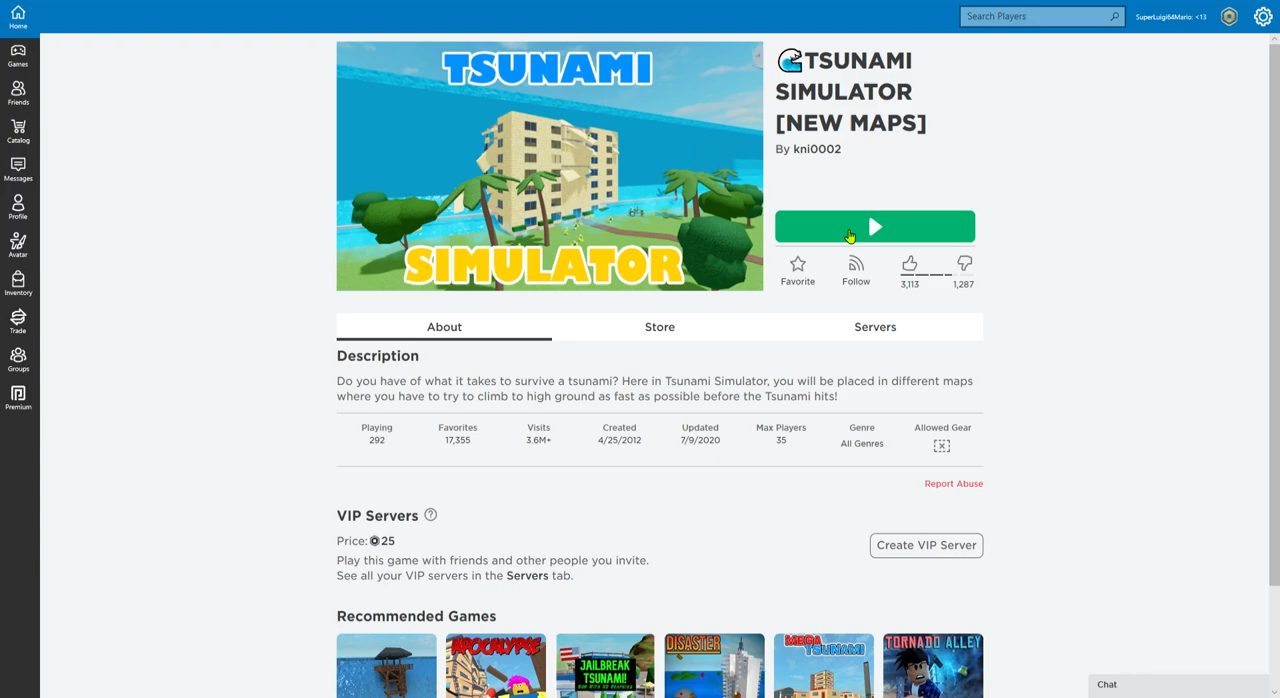 Home
Search Players
SuperLuigi64Mario: <13
Games
Friends
Catalog
Messages
Profile
Avatar
Inventory
Trade
Groups
Premium
TSUNAMI
SIMULATOR
TSUNAMI
SIMULATOR
[NEW MAPS]
By kni0002
Favorite
Follow
3,113
1,287
About
Store
Servers
Description
Do you have of what it takes to survive a tsunami? Here in Tsunami Simulator, you will be placed in different maps
where you have to try to climb to high ground as fast as possible before the Tsunami hits!
Playing
Favorites
Visits
Created
Updated
Max Players
Genre
Allowed Gear
292
17,355
3.6M+
4/25/2012
7/9/2020
35
All Genres
Report Abuse
VIP Servers
Price: 25
Create VIP Server
Play this game with friends and other people you invite.
See all your VIP servers in the Servers tab.
Recommended Games
APOCALYPSE
JAILBREAK
TSUNAMI!
DISASTER
MEGA
TSUNAMI
TORNADO ALLEY
Chat